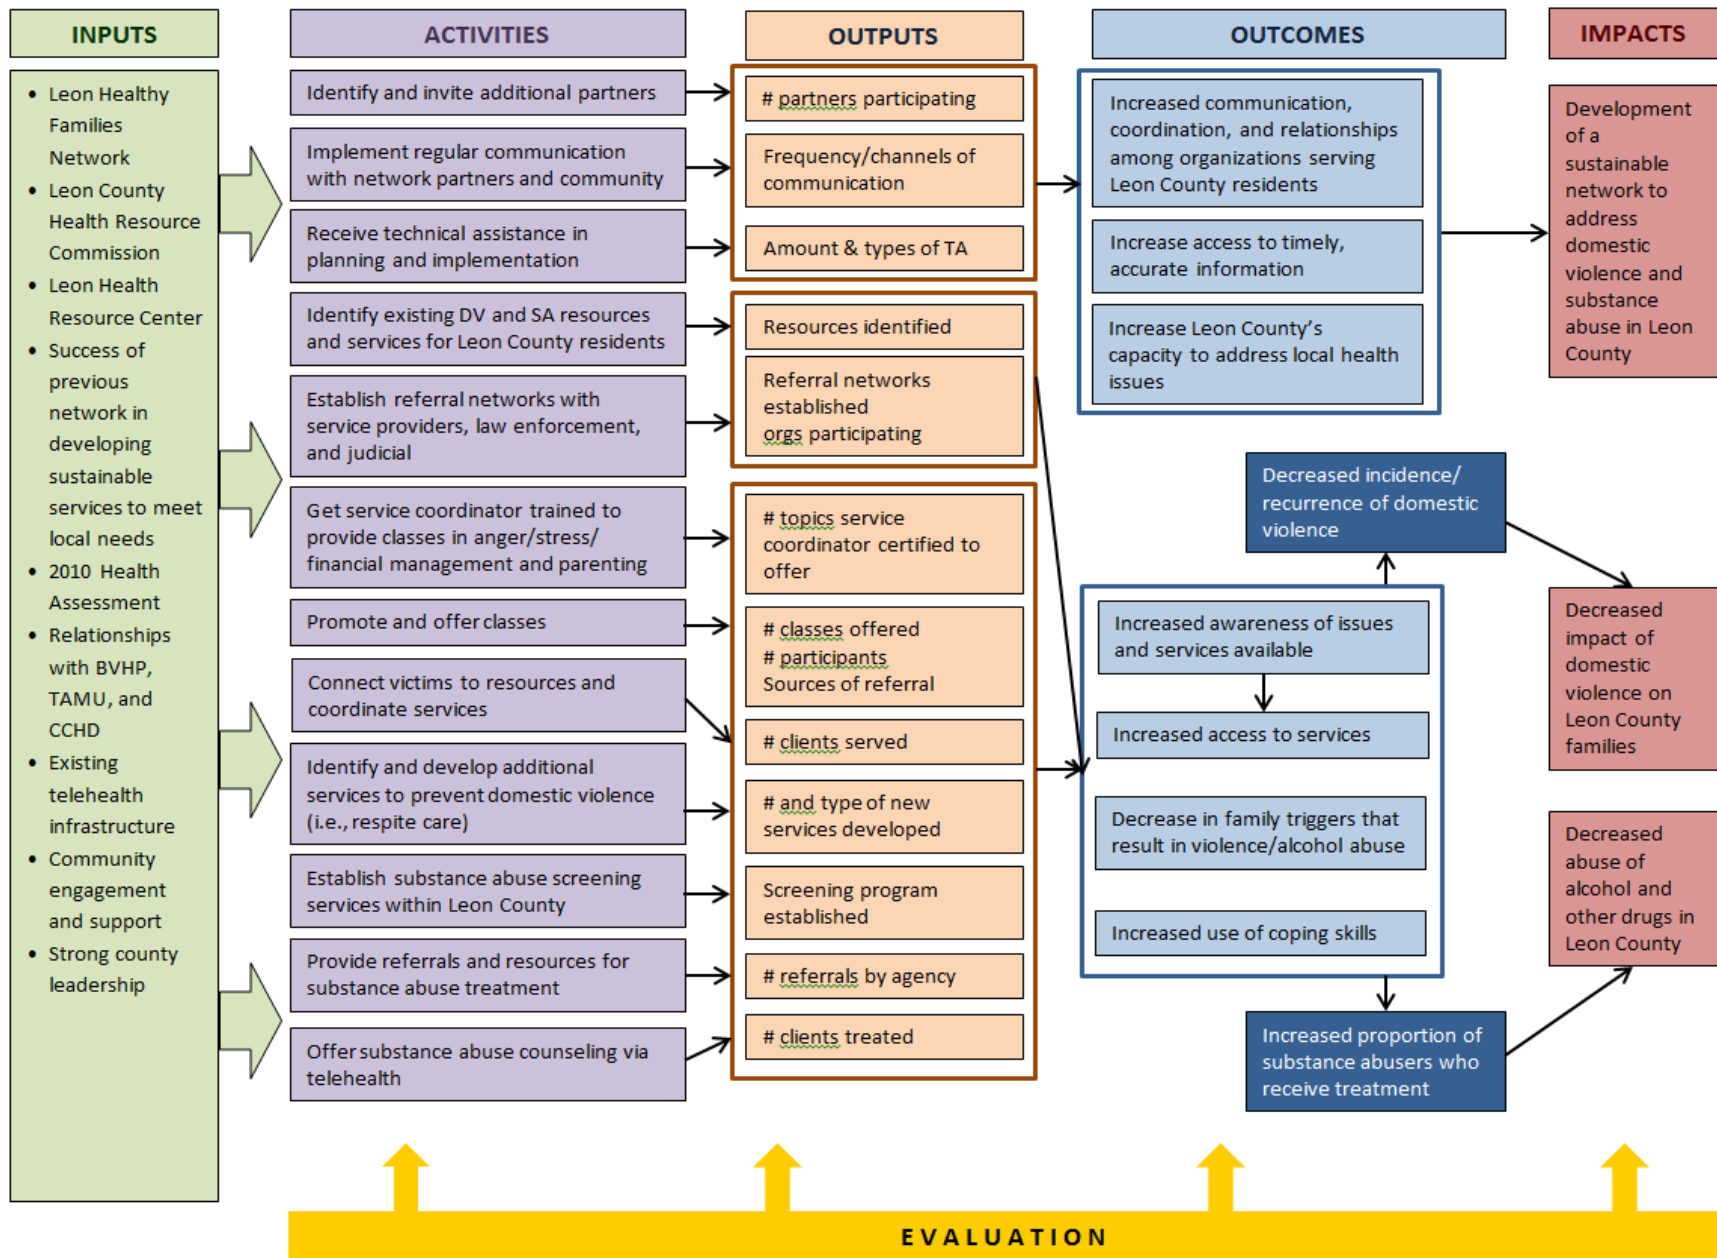 INPUTS
• Leon Healthy
Families
Network
• Leon County
Health Resource
Commission
• Leon Health
Resource Center
• Success of
previous
network in
developing
sustainable
services to meet
local needs
• 2010 Health
Assessment
• Relationships
with BVHP,
TAMU, and
CCHD
• Existing
telehealth
infrastructure
• Community
engagement
and support
• Strong county
leadership
ACTIVITIES
Identify and invite additional partners
Implement regular communication
with network partners and community
Receive technical assistance in
planning and implementation
Identify existing DV and SA resources
and services for Leon County residents
Establish referral networks with
service providers, law enforcement,
and judicial
Get service coordinator trained to
provide classes in anger/stress/
financial management and parenting
Promote and offer classes
Connect victims to resources and
coordinate services
Identify and develop additional
services to prevent domestic violence
(i.e., respite care)
Establish substance abuse screening
services within Leon County
Provide referrals and resources for
substance abuse treatment
Offer substance abuse counseling via
telehealth
OUTPUTS
# partners participating
Frequency/channels of
communication
Amount & types of TA
Resources identified
Referral networks
established
orgs participating
# topics service
coordinator certified to
offer
# classes offered
# participants
Sources of referral
# clients served
# and type of new
services developed
Screening program
established
# referrals by agency
# clients treated
OUTCOMES
Increased communication,
coordination, and relationships
among organizations serving
Leon County residents
Increase access to timely,
accurate information
Increase Leon County's
capacity to address local health
issues
Decreased incidence/
recurrence of domestic
violence
Increased awareness of issues
and services available
Increased access to services
Decrease in family triggers that
result in violence/alcohol abuse
Increased use of coping skills
Increased proportion of
substance abusers who
receive treatment
IMPACTS
Development
of a
sustainable
network to
address
domestic
violence and
substance
abuse in Leon
County
Decreased
impact of
domestic
violence on
Leon County
families
Decreased
abuse of
alcohol and
other drugs in
Leon County
EVALUATION